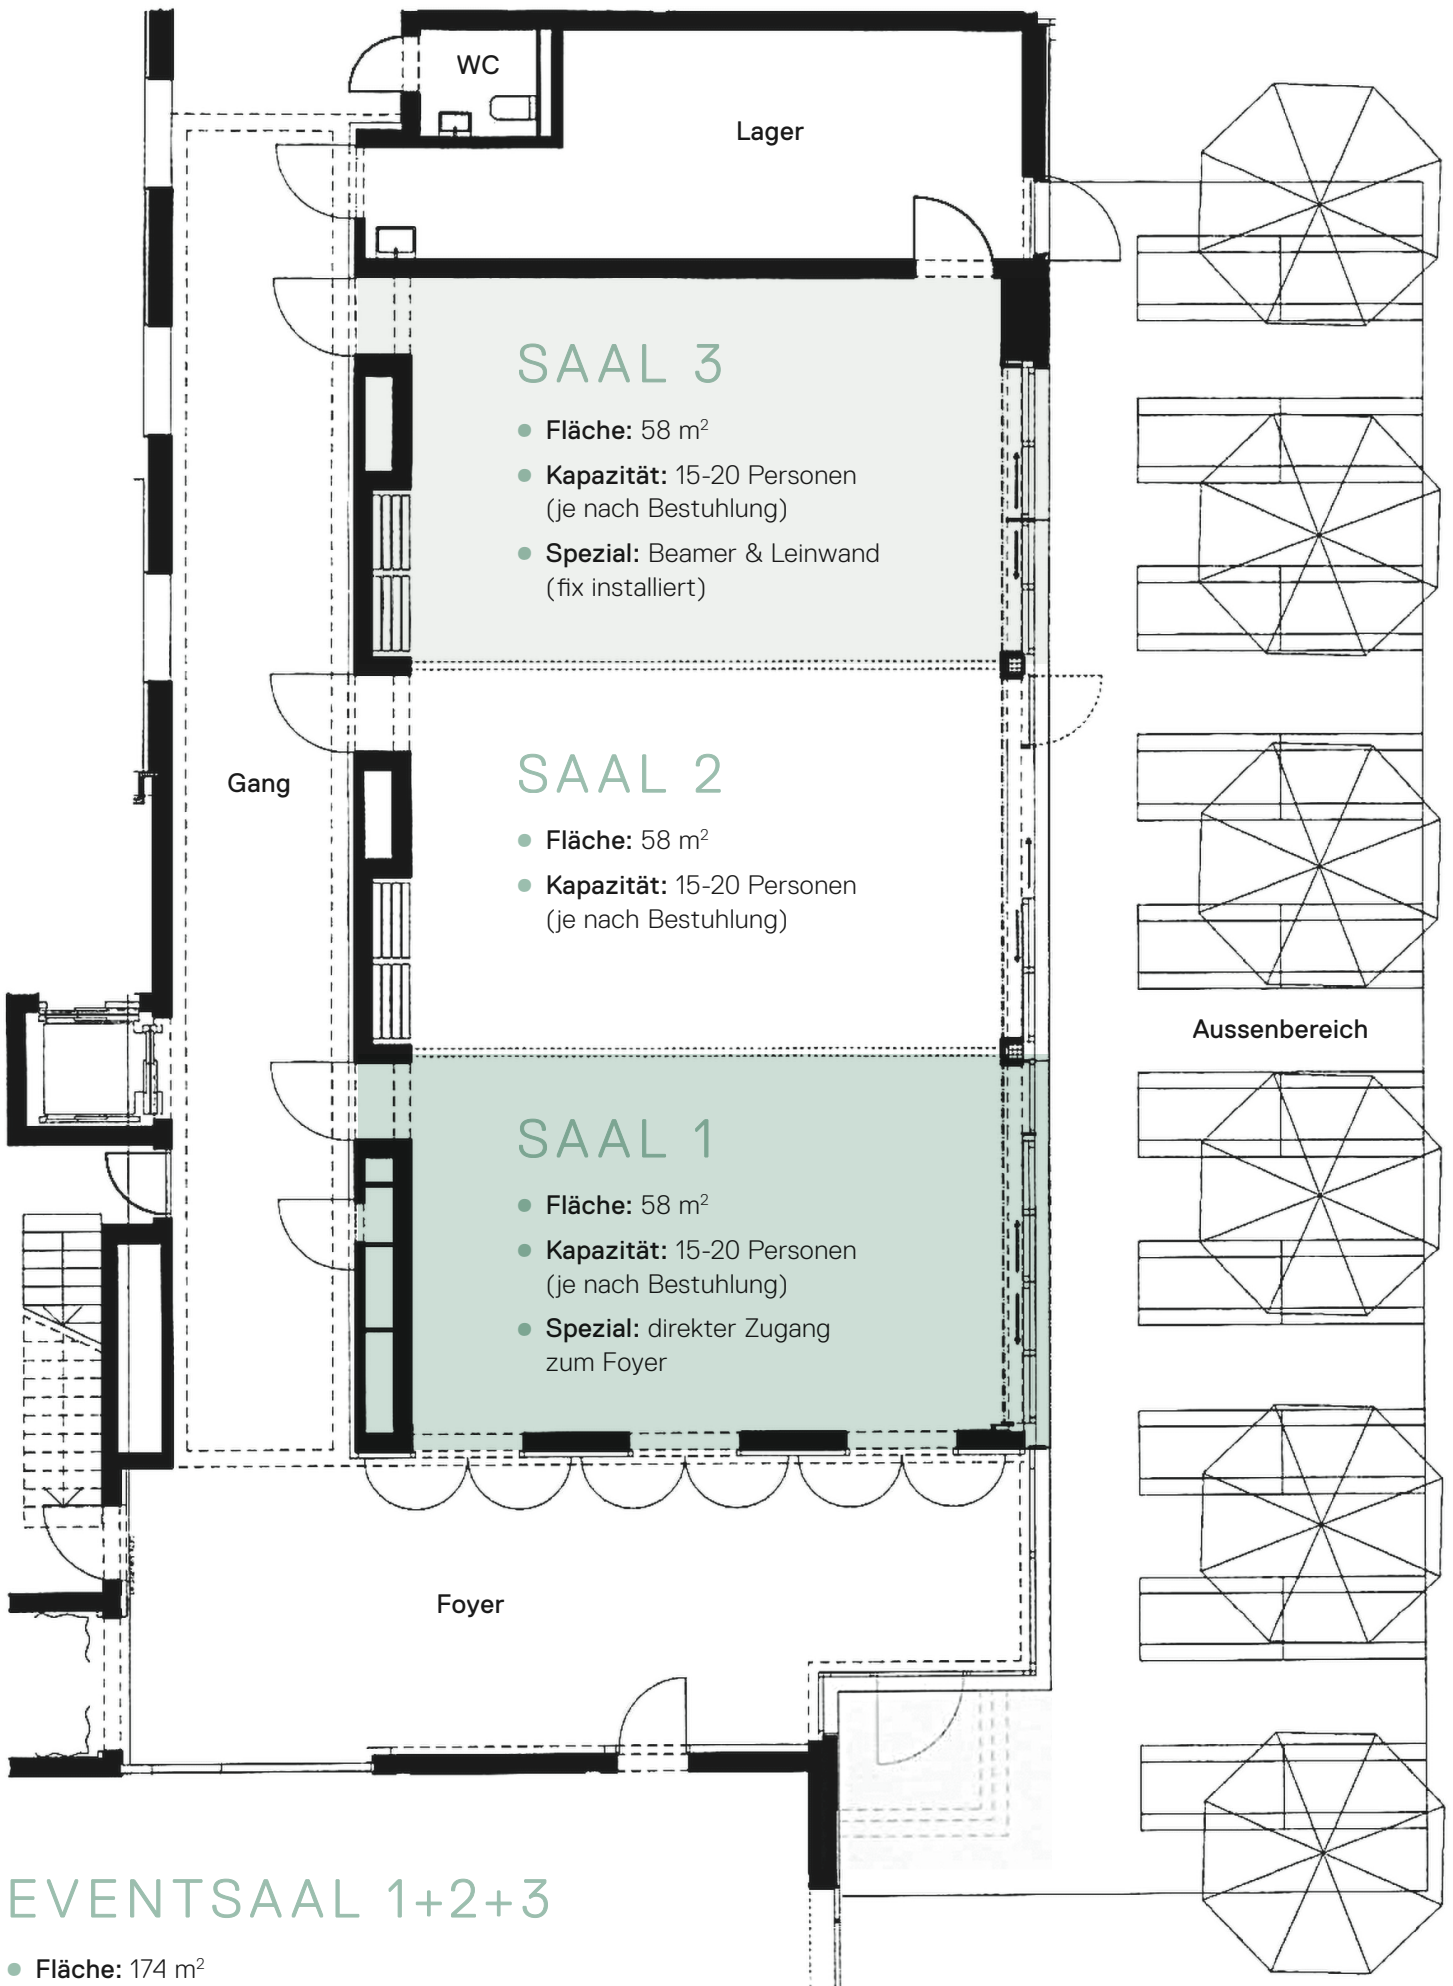 WC
Lager
SAAL 3
• Fläche: 58 m²
• Kapazität: 15-20 Personen
(je nach Bestuhlung)
• Spezial: Beamer & Leinwand
(fix installiert)
Gang
SAAL 2
• Fläche: 58 m²
• Kapazität: 15-20 Personen
(je nach Bestuhlung)
Aussenbereich
SAAL 1
• Fläche: 58 m²
• Kapazität: 15-20 Personen
(je nach Bestuhlung)
• Spezial: direkter Zugang
zum Foyer
Foyer
EVENTSAAL 1+2+3
• Fläche: 174 m²